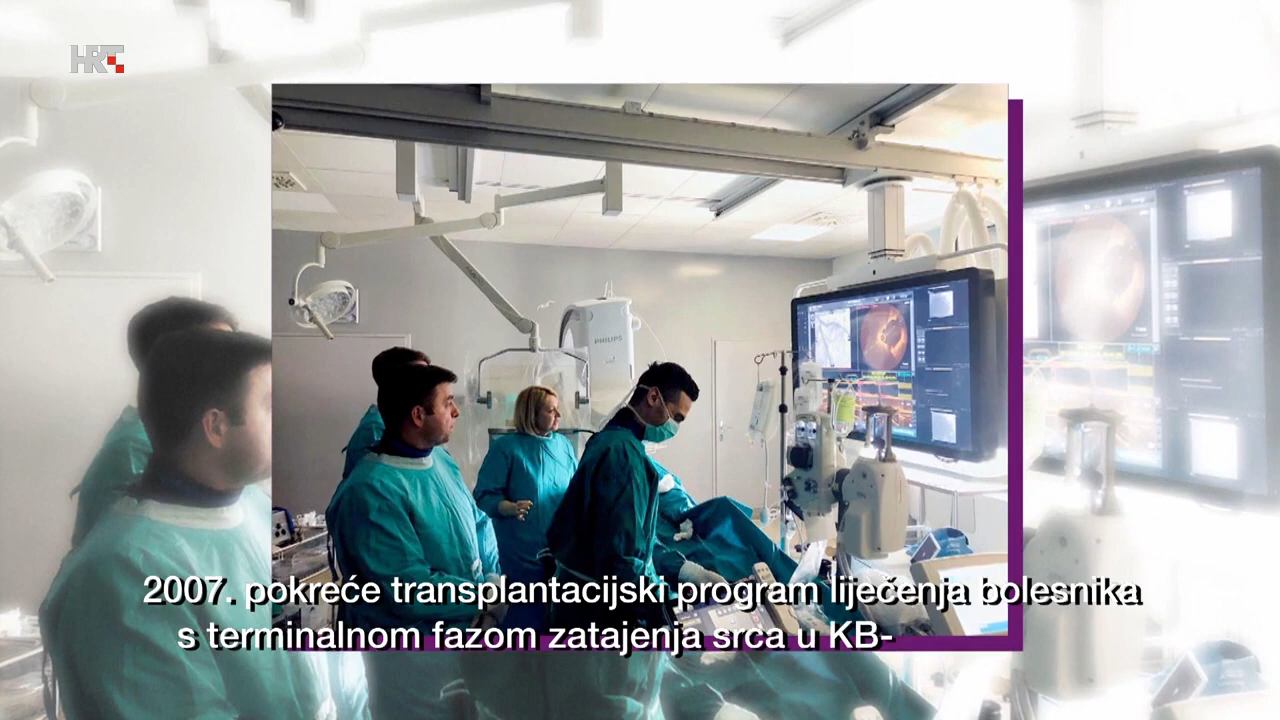 HRT
PHILIPS
2007. pokreće transplantacijski program liječenja bolesnika
s terminalnom fazom zatajenja srca u KB-